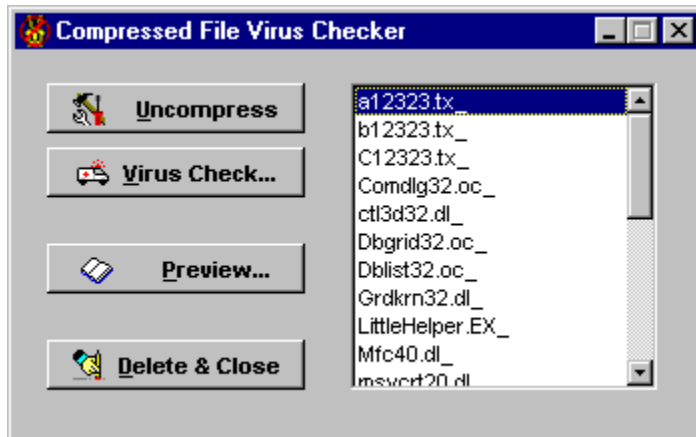 Compressed File Virus Checker
Uncompress
Virus Check...
Preview...
Delete & Close
a12323.tx_
b12323.tx_
C12323.tx_
Comdlg32.oc_
ctl3d32.dl_
Dbgrid32.oc_
Dblist32.oc_
Grdkrn32.dl_
LittleHelper.EX_
Mfc40.dl_
msvcrt20.dl_